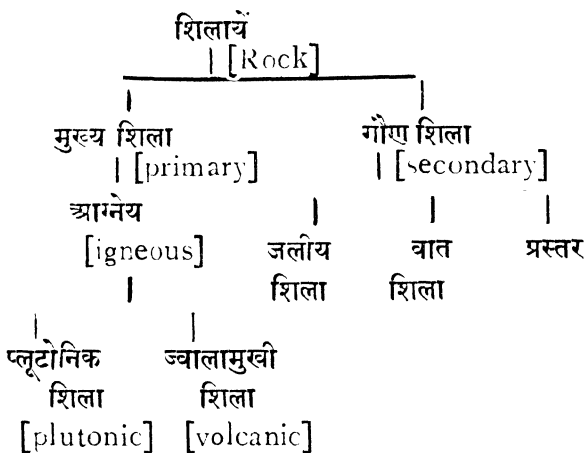 शिलायें
[Rock]
मुख्य शिला गौण शिला
[primary] [secondary]
आग्नेय
[igneous] जलीय वात प्रस्तर
शिला शिला
प्लूटोनिक ज्वालामुखी
शिला शिला
[plutonic] [volcanic]